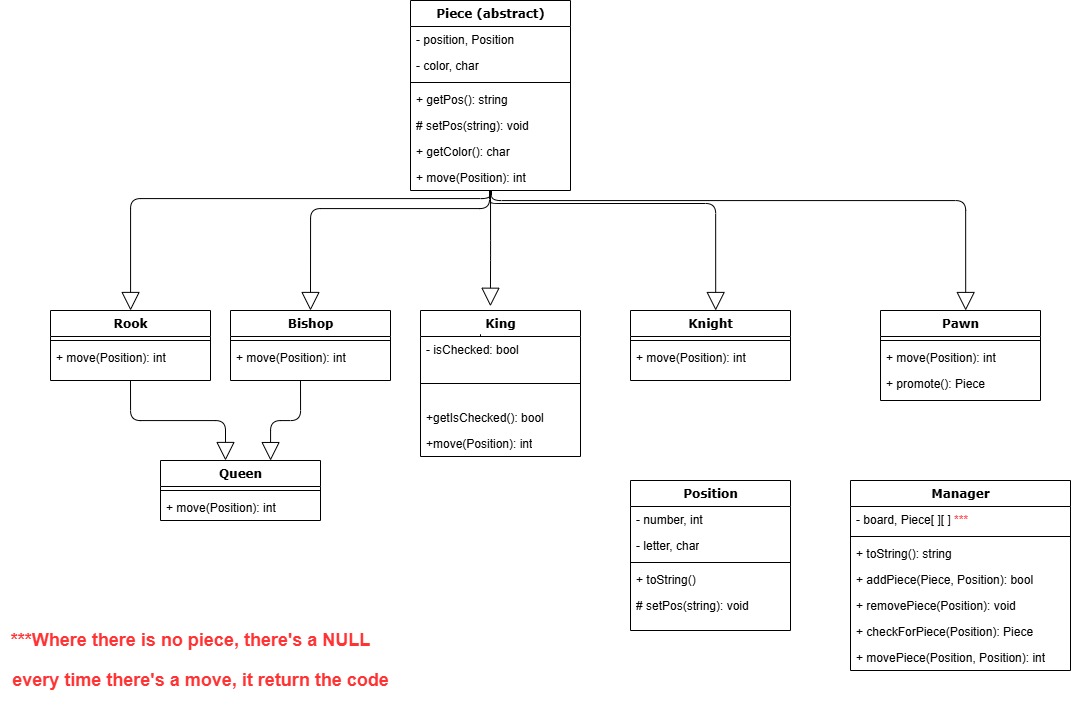 Piece (abstract)
- position, Position
- color, char
+ getPos(): string
# setPos(string): void
+ getColor(): char
+ move(Position): int
Rook
+ move(Position): int
Bishop
+ move(Position): int
King
- isChecked: bool
+getIsChecked(): bool
+move(Position): int
Knight
+ move(Position): int
Pawn
+ move(Position): int
+ promote(): Piece
Queen
+ move(Position): int
Position
- number, int
- letter, char
+ toString()
# setPos(string): void
Manager
- board, Piece[ ][ ] ***
+ toString(): string
+ addPiece(Piece, Position): bool
+ removePiece(Position): void
+ checkForPiece(Position): Piece
+ movePiece(Position, Position): int
***Where there is no piece, there's a NULL
every time there's a move, it return the code